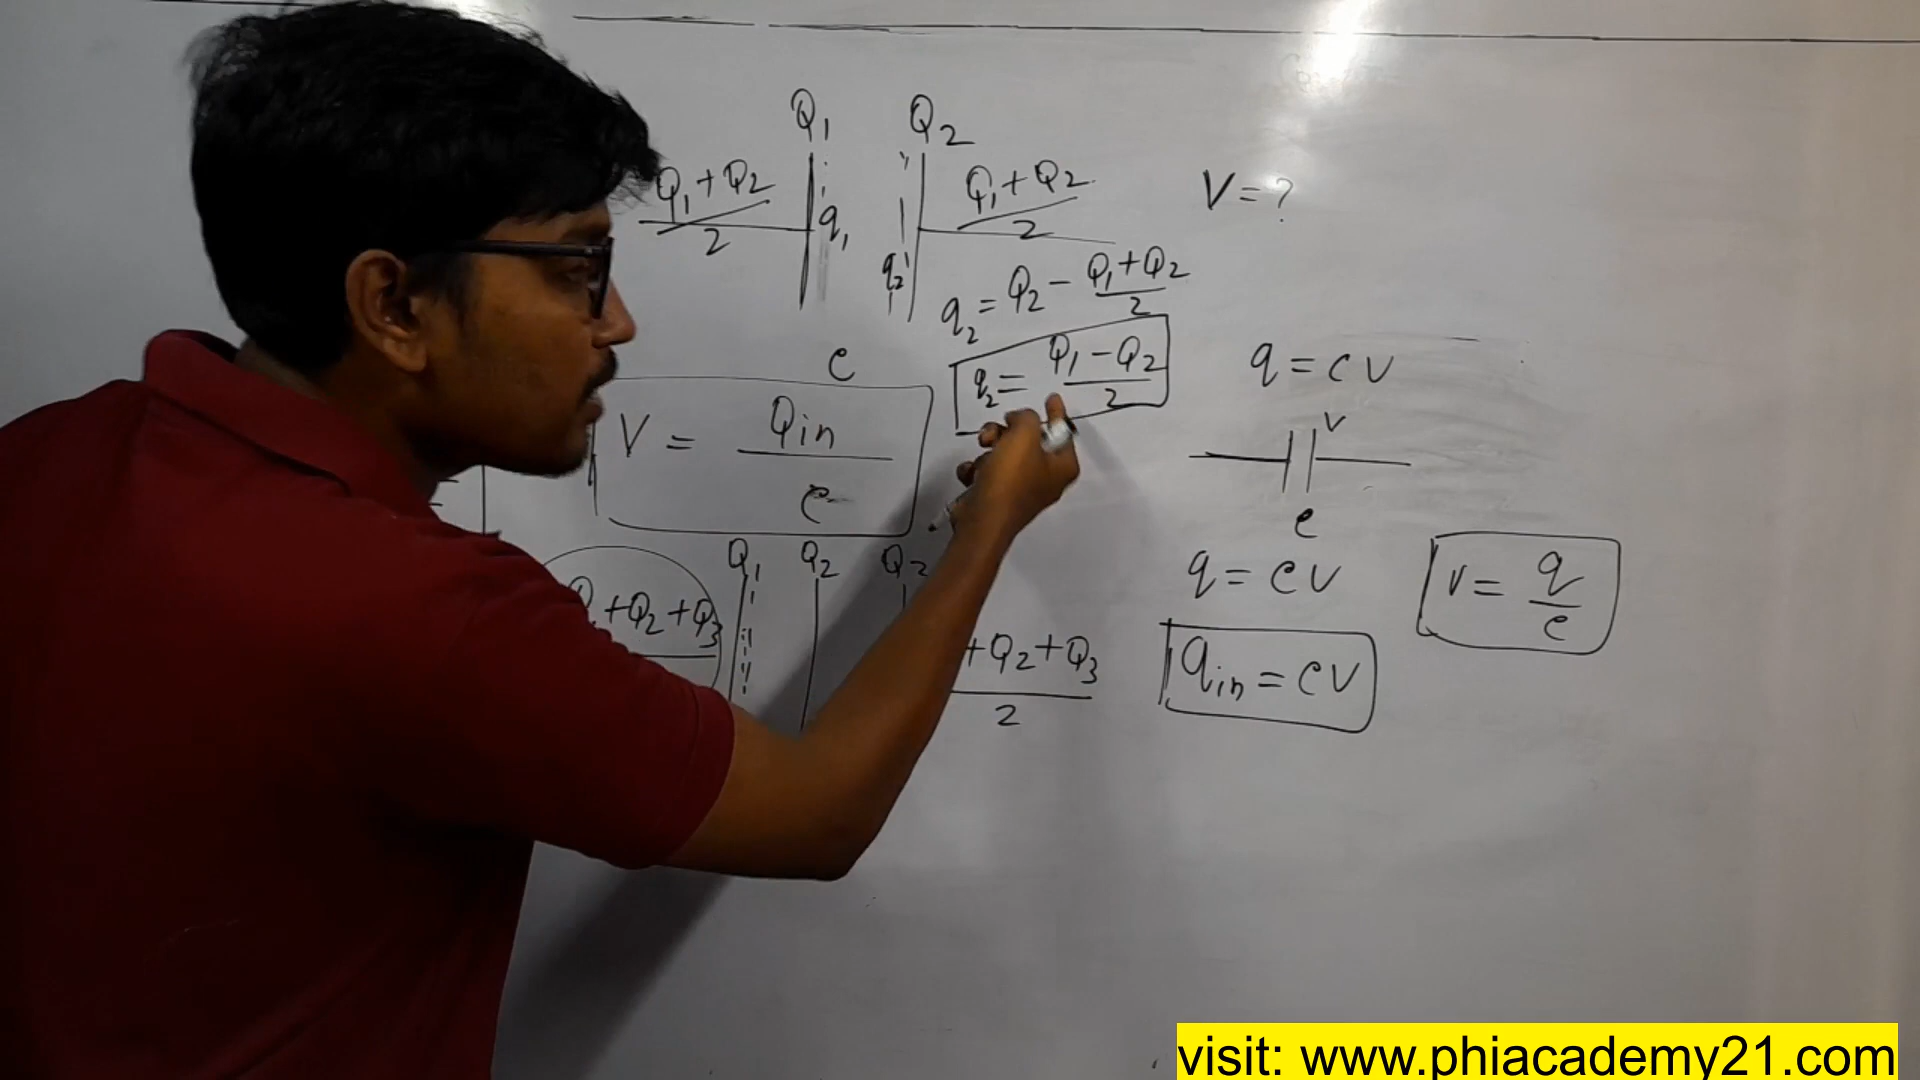 Q1 Q2
Q1+Q2/2 Q1+Q2/2 V=?
q1
q2
q2 = Q2 - Q1+Q2/2
q2 = Q1-Q2/2
c
q = cv
V = Qin/c
v
c
Q1 Q2
q = cv
v = q/c
+Q2+Q3
+Q2+Q3/2
qin = cv
visit: www.phiacademy21.com